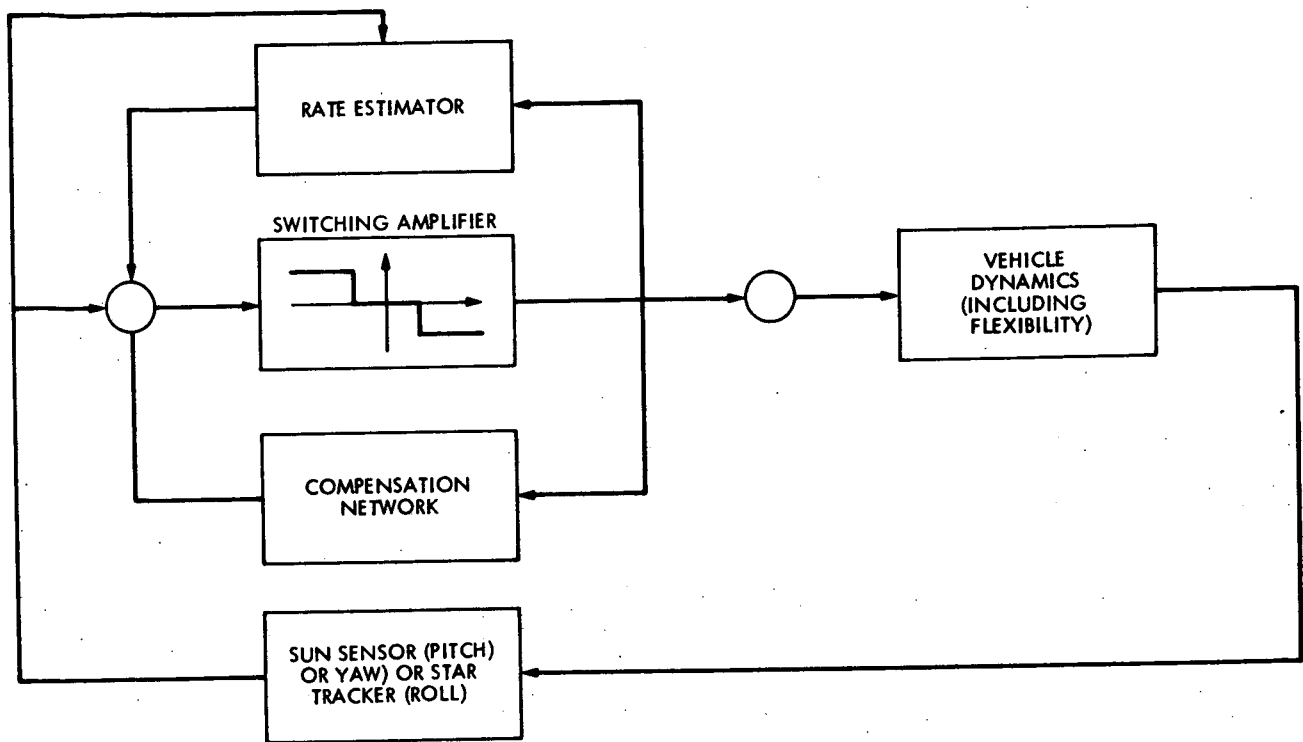 RATE ESTIMATOR
SWITCHING AMPLIFIER
VEHICLE
DYNAMICS
(INCLUDING
FLEXIBILITY)
COMPENSATION
NETWORK
SUN SENSOR (PITCH)
OR YAW) OR STAR
TRACKER (ROLL)